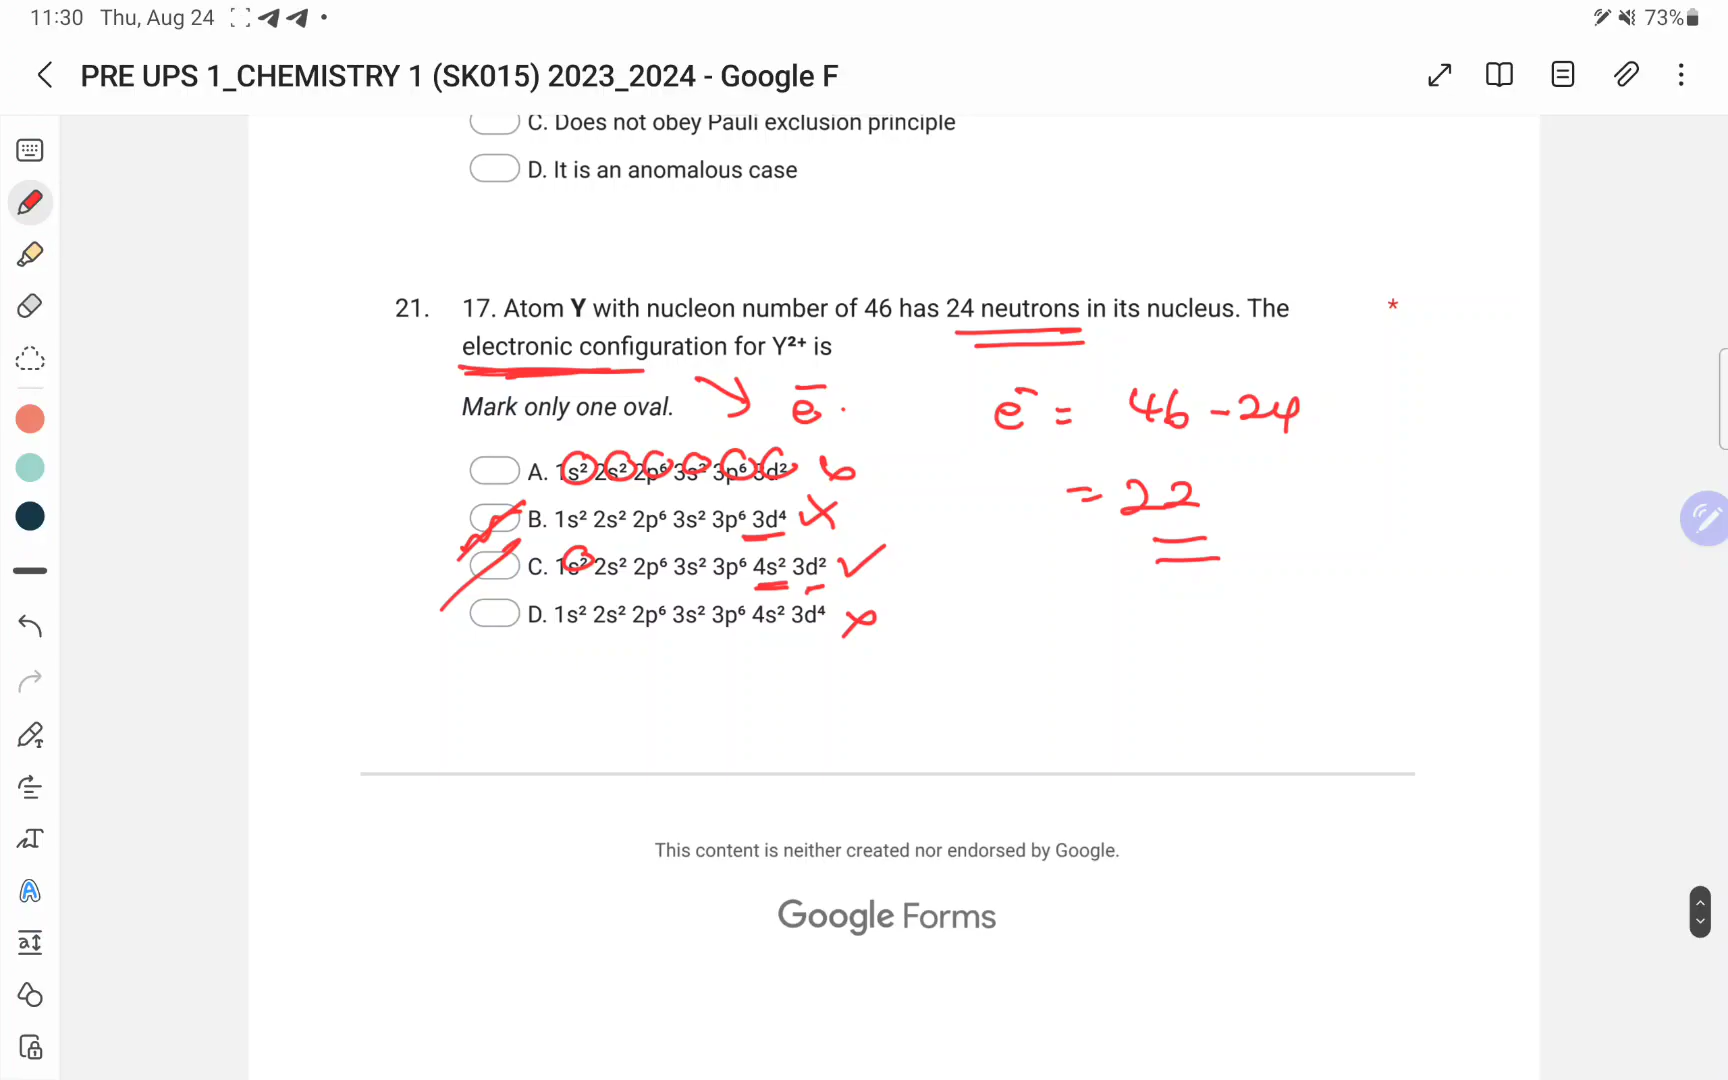 11:30 Thu, Aug 24
73%
PRE UPS 1_CHEMISTRY 1 (SK015) 2023_2024 - Google F
C. Does not obey Pauli exclusion principle
D. It is an anomalous case
21. 17. Atom Y with nucleon number of 46 has 24 neutrons in its nucleus. The *
electronic configuration for Y²⁺ is
Mark only one oval.
e⁻ .
e⁻ = 46 - 24
A. 1s² 2s² 2p⁶ 3s² 3p⁶ 3d²
= 22
B. 1s² 2s² 2p⁶ 3s² 3p⁶ 3d⁴
C. 1s² 2s² 2p⁶ 3s² 3p⁶ 4s² 3d²
D. 1s² 2s² 2p⁶ 3s² 3p⁶ 4s² 3d⁴
This content is neither created nor endorsed by Google.
Google Forms